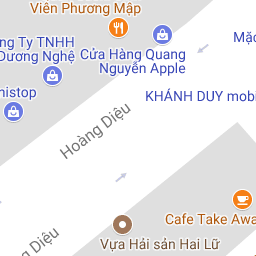 Viên Phương Mập
ng Ty TNHH
Dương Nghệ
Cửa Hàng Quang
Nguyễn Apple
Mặc
nistop
KHÁNH DUY mobi
Hoàng Diệu
Cafe Take Awa
Vựa Hải sản Hai Lữ
g Diệu